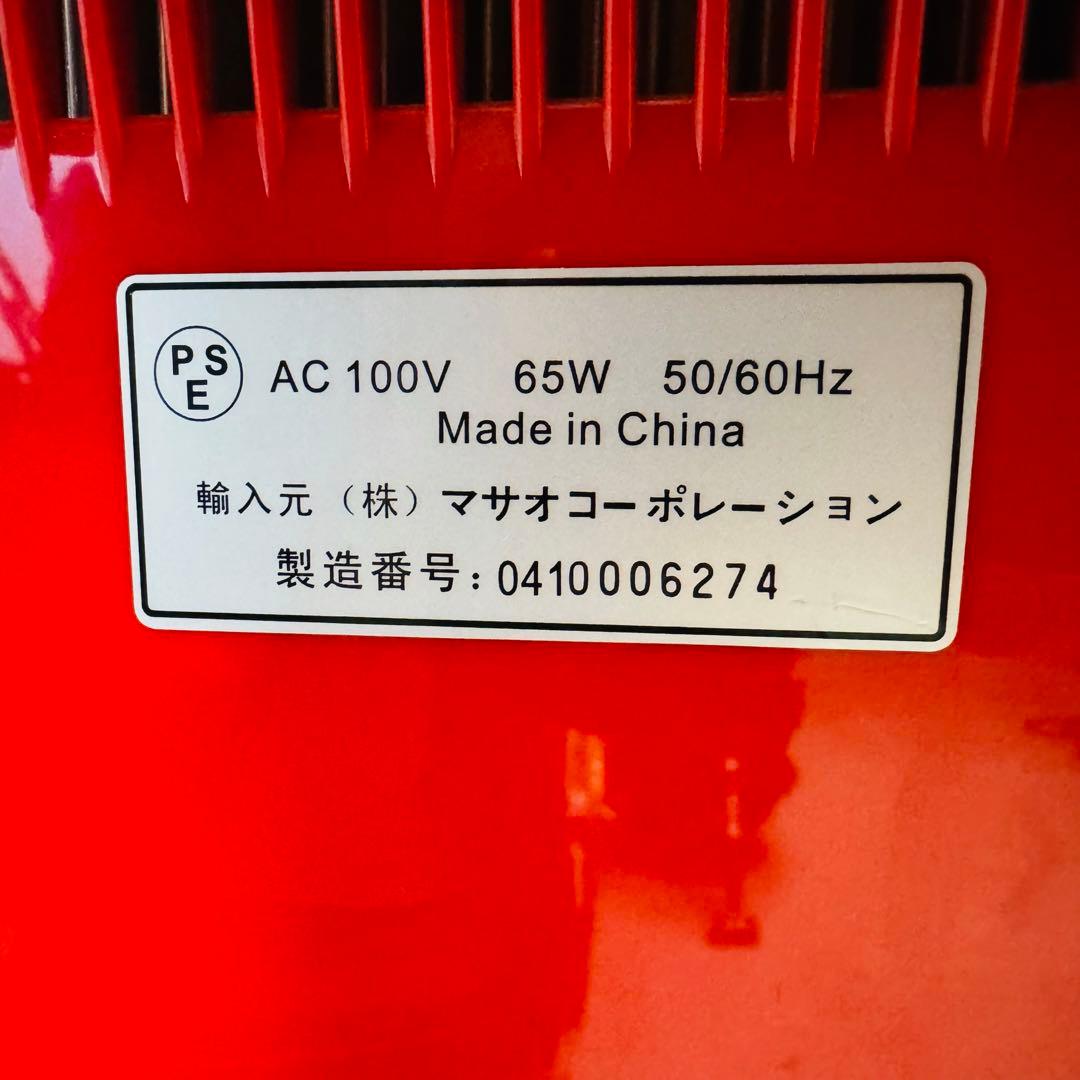 PSE AC 100V 65W 50/60Hz
Made in China
輸入元（株）マサオコーポレーション
製造番号:0410006274